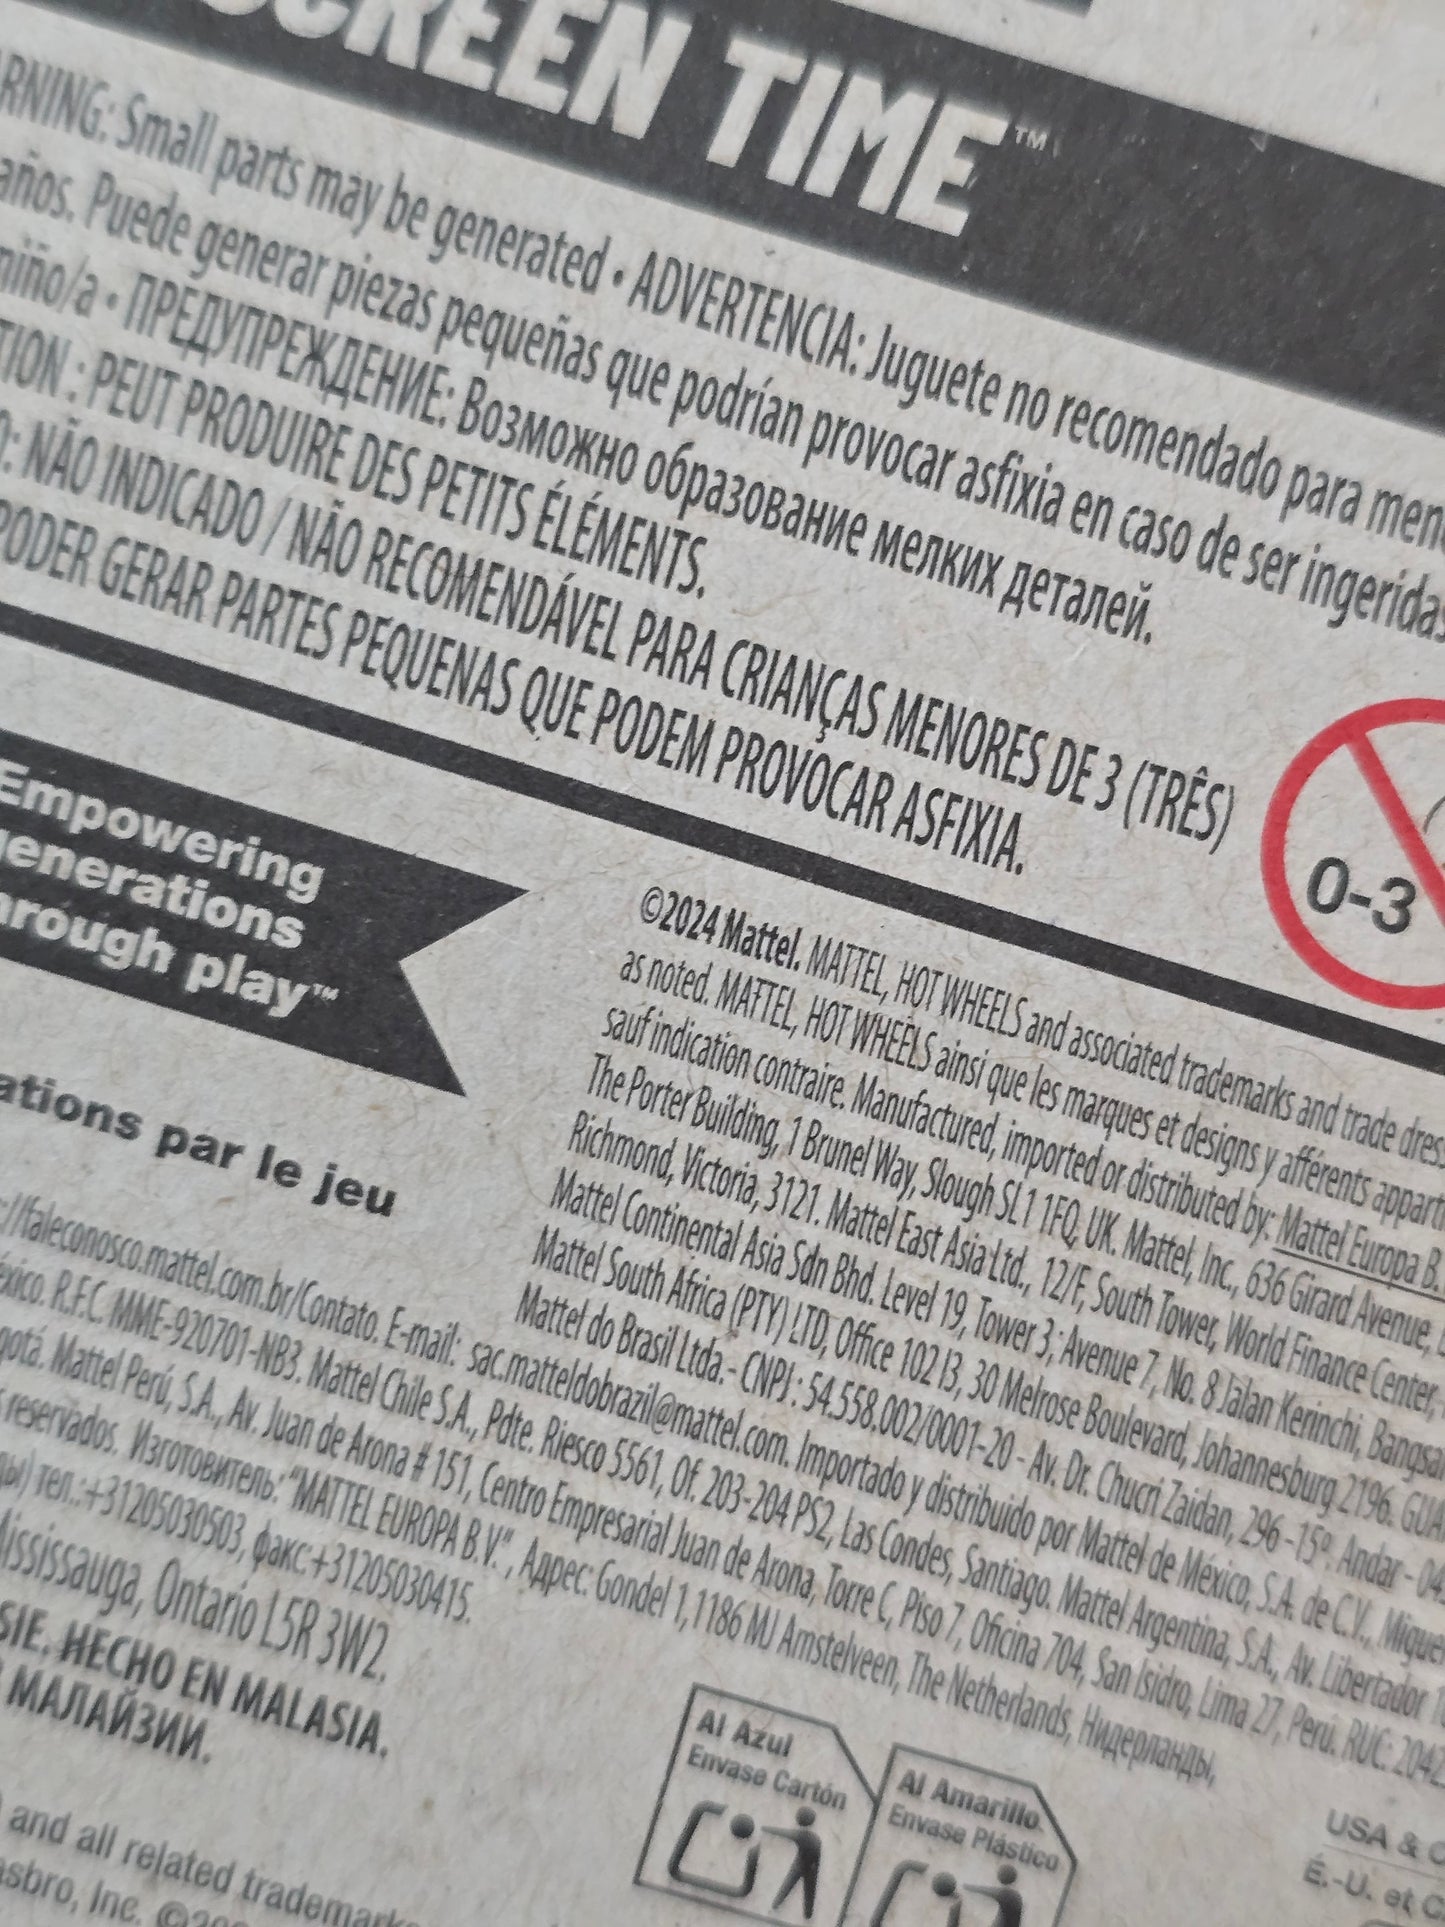 SCREEN TIME™
WARNING: Small parts may be generated • ADVERTENCIA: Juguete no recomendado para
años. Puede generar piezas pequeñas que podrían provocar asfixia en caso de ser ingeridas
niño/a • ПРЕДУПРЕЖДЕНИЕ: Возможно образование мелких деталей.
: PEUT PRODUIRE DES PETITS ÉLÉMENTS.
NÃO INDICADO / NÃO RECOMENDÁVEL PARA CRIANÇAS MENORES DE 3 (TRÊS)
PODER GERAR PARTES PEQUENAS QUE PODEM PROVOCAR ASFIXIA.
0-3
Empowering
generations
through play™
par le jeu
©2024 Mattel. MATTEL, HOT WHEELS and associated trademarks and trade dress
as noted. MATTEL, HOT WHEELS ainsi que les marques et designs y afférents
sauf indication contraire. Manufactured, imported or distributed by: Mattel Europa B.
The Porter Building, 1 Brunel Way, Slough SL1 1FQ, UK. Mattel, Inc., 636 Girard Avenue,
Richmond, Victoria, 3121. Mattel East Asia Ltd., 12/F, South Tower, World Finance Center,
Mattel Continental Asia Sdn Bhd. Level 19, Tower 3, Avenue 7, No. 8 Jalan Kerinchi,
Mattel South Africa (PTY) LTD, Office 102 I3, 30 Melrose Boulevard, Johannesburg 2196.
Mattel do Brasil Ltda.- CNPJ : 54.558.002/0001-20 - Av. Dr. Chucri Zaidan, 296 -15º. Andar -
://faleconosco.mattel.com.br/Contato. E-mail: sac.matteldobrazil@mattel.com. Importado y distribuido por Mattel de México, S.A. de C.V.,
R.F.C. MME-920701-NB3. Mattel Chile S.A., Pdte. Riesco 5561, Of. 203-204 PS2, Las Condes, Santiago. Mattel Argentina, S.A., Av. Libertador
Mattel Perú, S.A., Av. Juan de Arona # 151, Centro Empresarial Juan de Arona, Torre C, Piso 7, Oficina 704, San Isidro, Lima 27, Perú. RUC:
reservados. Изготовитель: "MATTEL EUROPA B.V.", Адрес: Gondel 1, 1186 MJ Amstelveen, The Netherlands, Нидерланды,
тел.:+31205030503, факс:+31205030415.
Mississauga, Ontario L5R 3W2.
HECHO EN MALASIA.
МАЛАЙЗИИ.
Al Azul
Envase Cartón
Al Amarillo
Envase Plástico
USA &
É.-U. et
and all related
Inc.